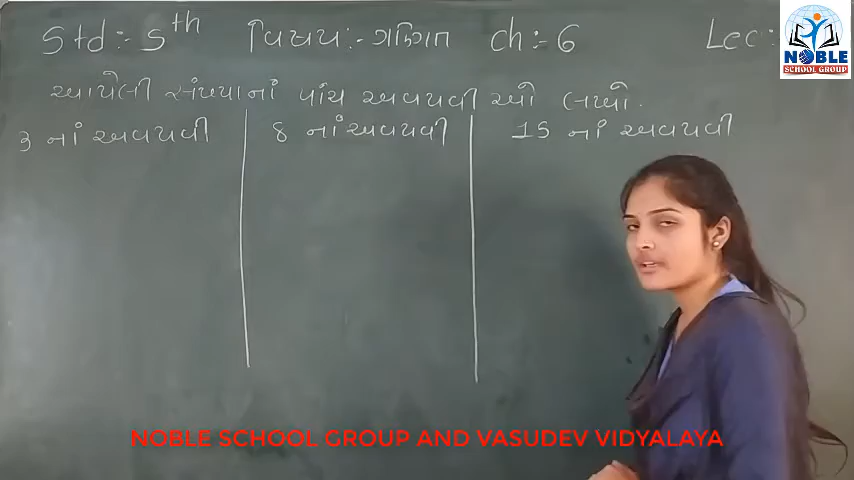 Std:- 5th વિષય:- ગણિત ch:- 6 Lec:
NOBLE
SCHOOL GROUP
આપેલી સંખ્યાનાં પાંચ અવયવી ઓ લખો.
3 નાં અવયવી 8 નાં અવયવી 15 નાં અવયવી
NOBLE SCHOOL GROUP AND VASUDEV VIDYALAYA